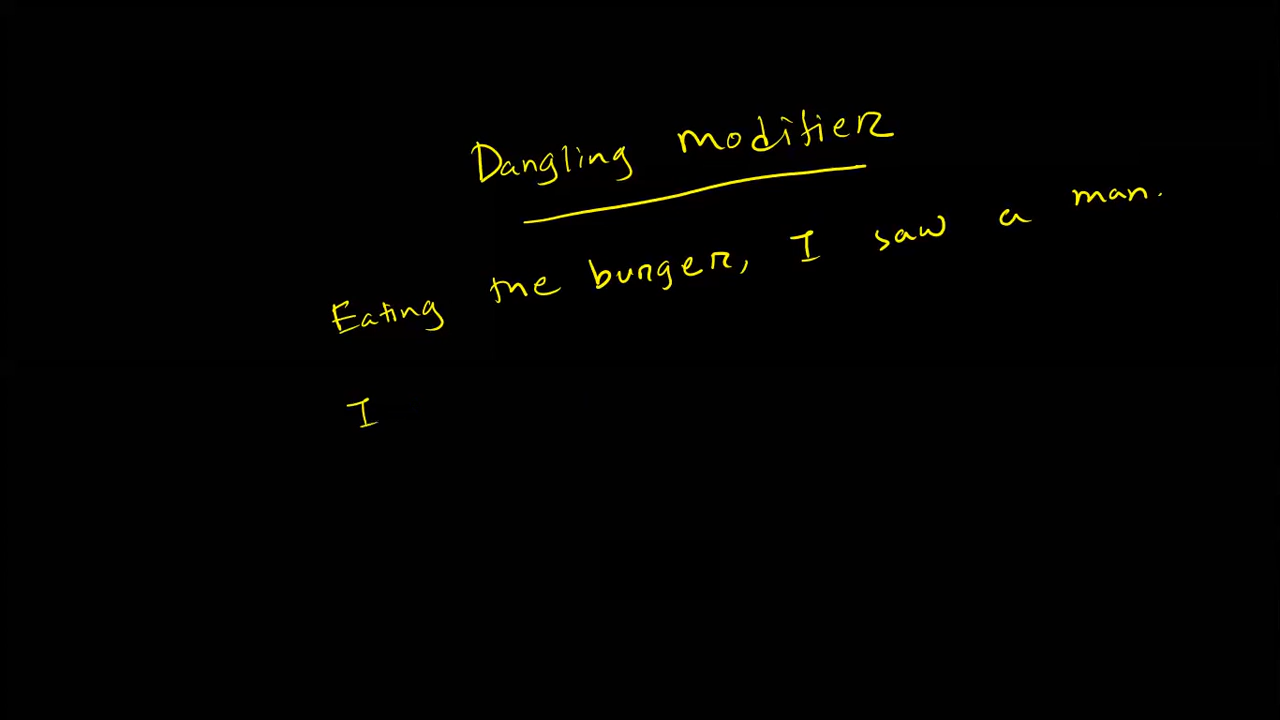 Dangling modifier
Eating the burger, I saw a man.
I